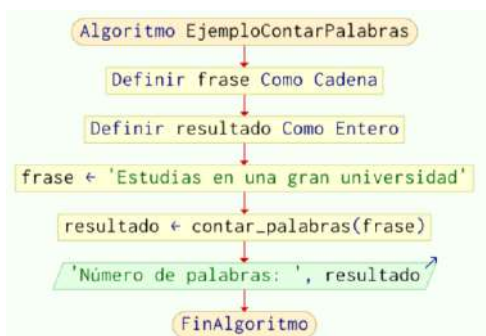 Algoritmo EjemploContarPalabras
Definir frase Como Cadena
Definir resultado Como Entero
frase ← 'Estudias en una gran universidad'
resultado ← contar_palabras(frase)
'Número de palabras: ', resultado
FinAlgoritmo